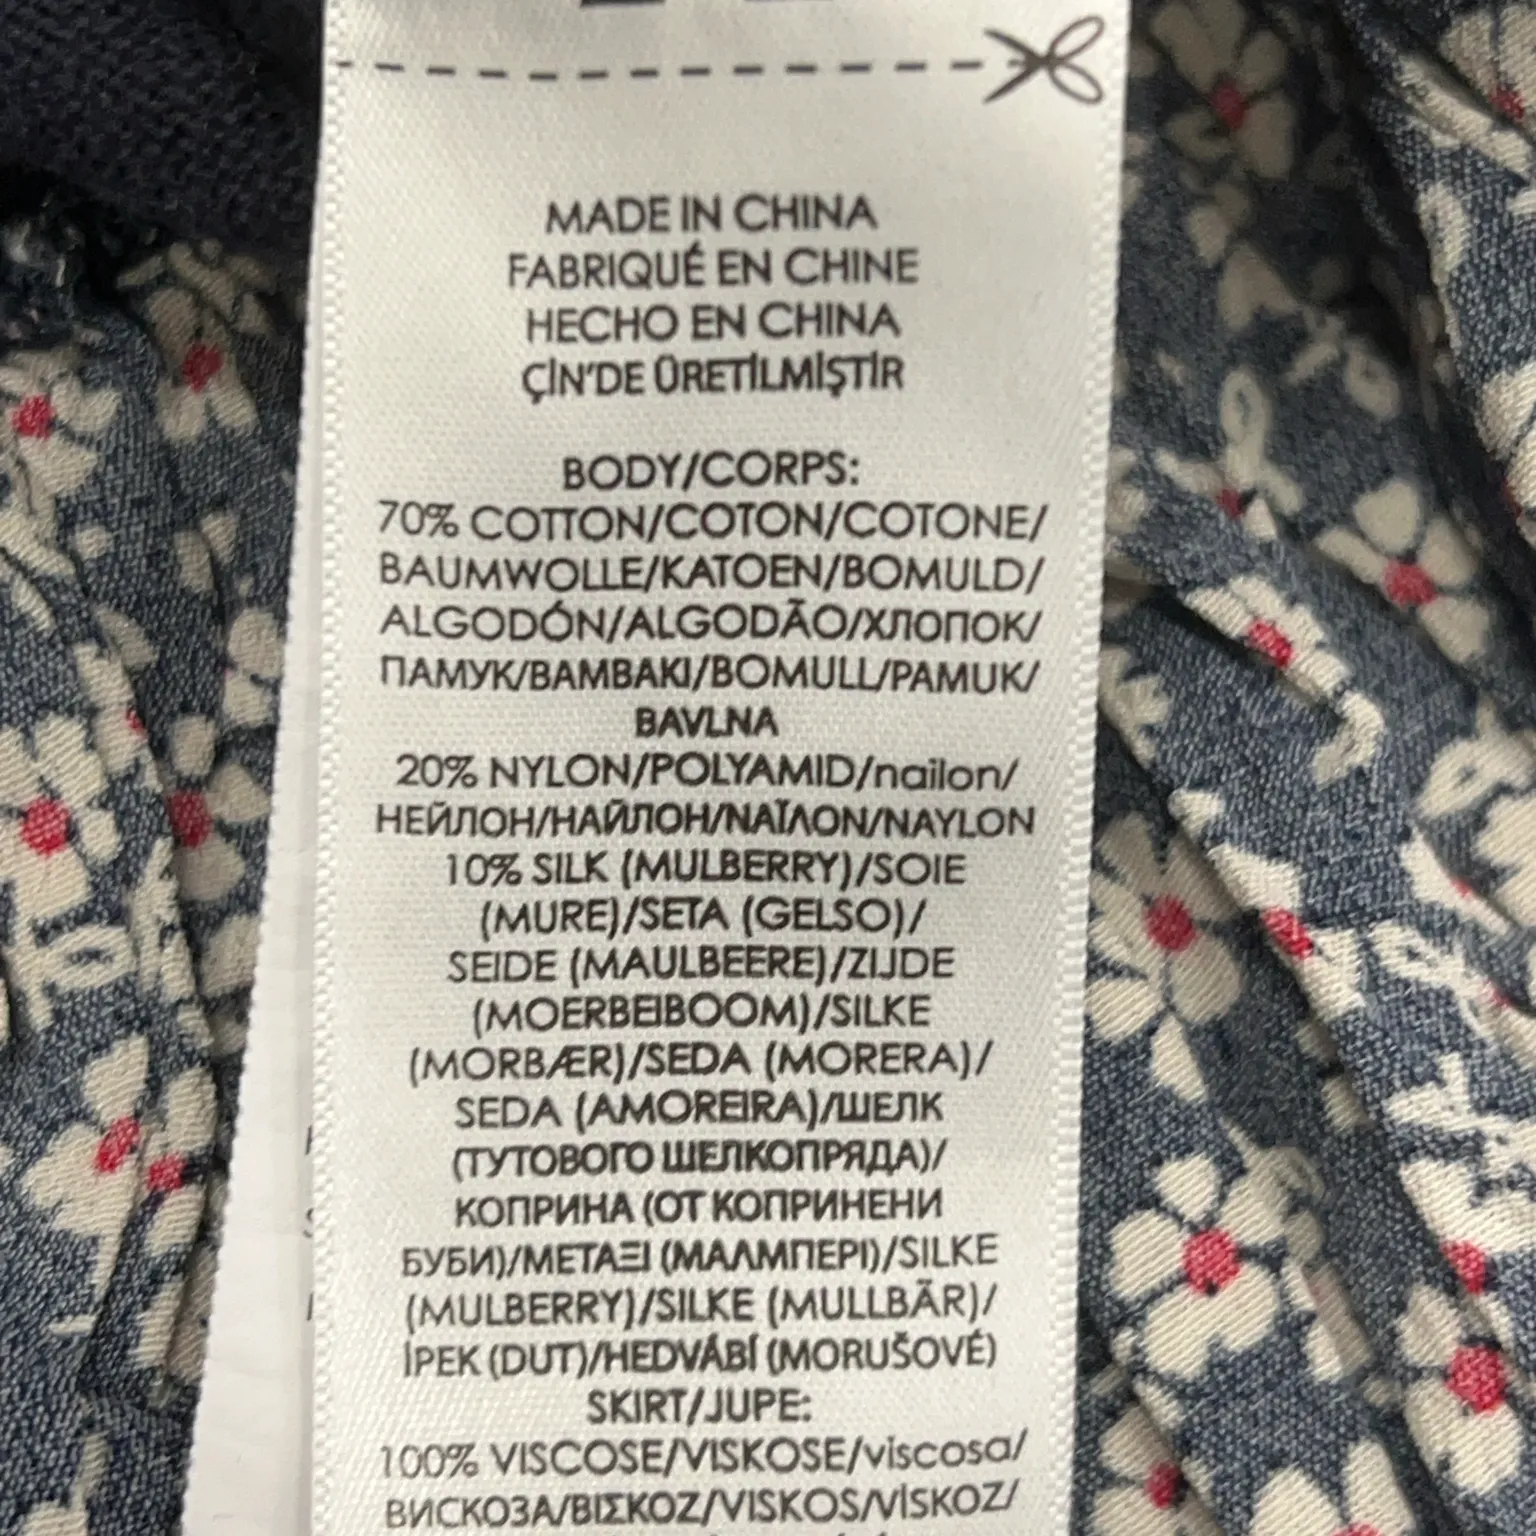 MADE IN CHINA
FABRIQUÉ EN CHINE
HECHO EN CHINA
ÇİN'DE ÜRETİLMİŞTİR
BODY/CORPS:
70% COTTON/COTON/COTONE/
BAUMWOLLE/KATOEN/BOMULD/
ALGODÓN/ALGODÃO/ХЛОПОК/
ПАМУК/ΒΑΜΒΑΚΙ/BOMULL/PAMUK/
BAVLNA
20% NYLON/POLYAMID/naïlon/
НЕЙЛОН/НАЙЛОН/ΝΑΪΛΟΝ/NAYLON
10% SILK (MULBERRY)/SOIE
(MURE)/SETA (GELSO)/
SEIDE (MAULBEERE)/ZIJDE
(MOERBEIBOOM)/SILKE
(MORBÆR)/SEDA (MORERA)/
SEDA (AMOREIRA)/ШЕЛК
(ТУТОВОГО ШЕЛКОПРЯДА)/
КОПРИНА (ОТ КОПРИНЕНИ
БУБИ)/ΜΕΤΑΞΙ (ΜΑΛΜΠΕΡΙ)/SILKE
(MULBERRY)/SILKE (MULLBÄR)/
İPEK (DUT)/HEDVÁBÍ (MORUŠOVÉ)
SKIRT/JUPE:
100% VISCOSE/VISKOSE/viscosa/
ВИСКОЗА/ΒΙΣΚΟΖ/VISKOS/VİSKOZ/